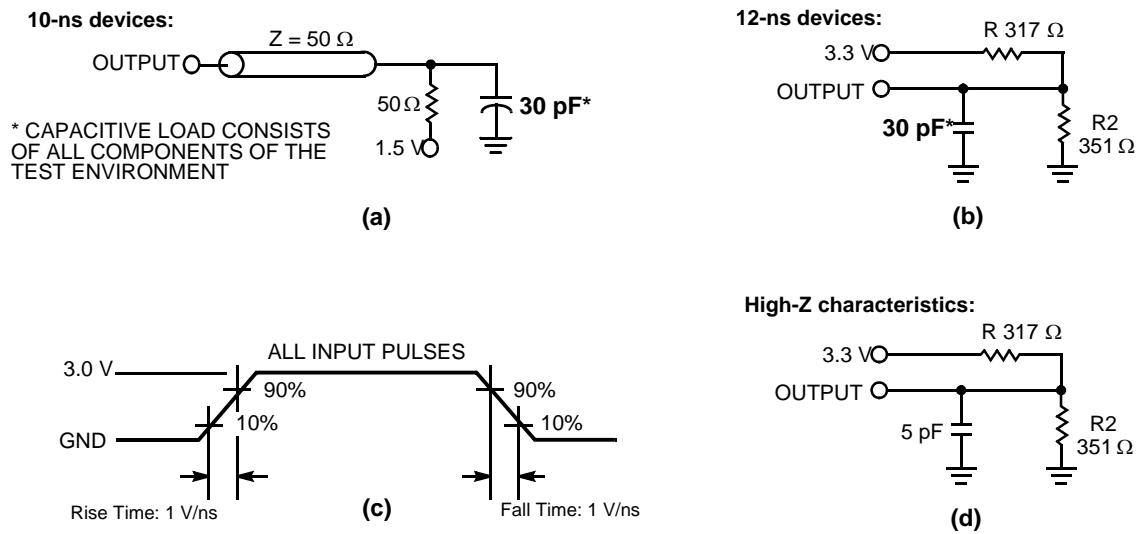 10-ns devices:
Z = 50 Ω
OUTPUT
50 Ω
30 pF*
1.5 V
* CAPACITIVE LOAD CONSISTS
OF ALL COMPONENTS OF THE
TEST ENVIRONMENT
(a)
12-ns devices:
R 317 Ω
3.3 V
OUTPUT
30 pF*
R2
351 Ω
(b)
ALL INPUT PULSES
3.0 V
90%
90%
10%
10%
GND
Rise Time: 1 V/ns
(c)
Fall Time: 1 V/ns
High-Z characteristics:
R 317 Ω
3.3 V
OUTPUT
5 pF
R2
351 Ω
(d)